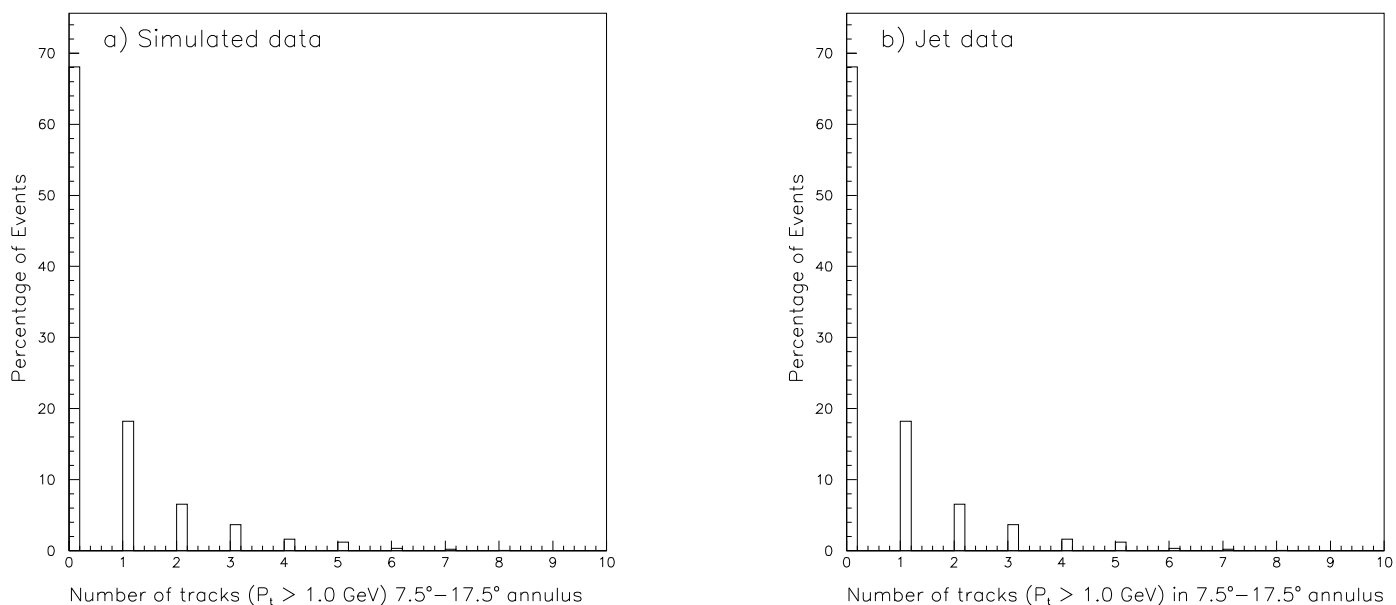 a) Simulated data
Percentage of Events
70
60
50
40
30
20
10
0
0 1 2 3 4 5 6 7 8 9 10
Number of tracks (Pt > 1.0 GeV) 7.5°−17.5° annulus
b) Jet data
Percentage of Events
70
60
50
40
30
20
10
0
0 1 2 3 4 5 6 7 8 9 10
Number of tracks (Pt > 1.0 GeV) in 7.5°−17.5° annulus